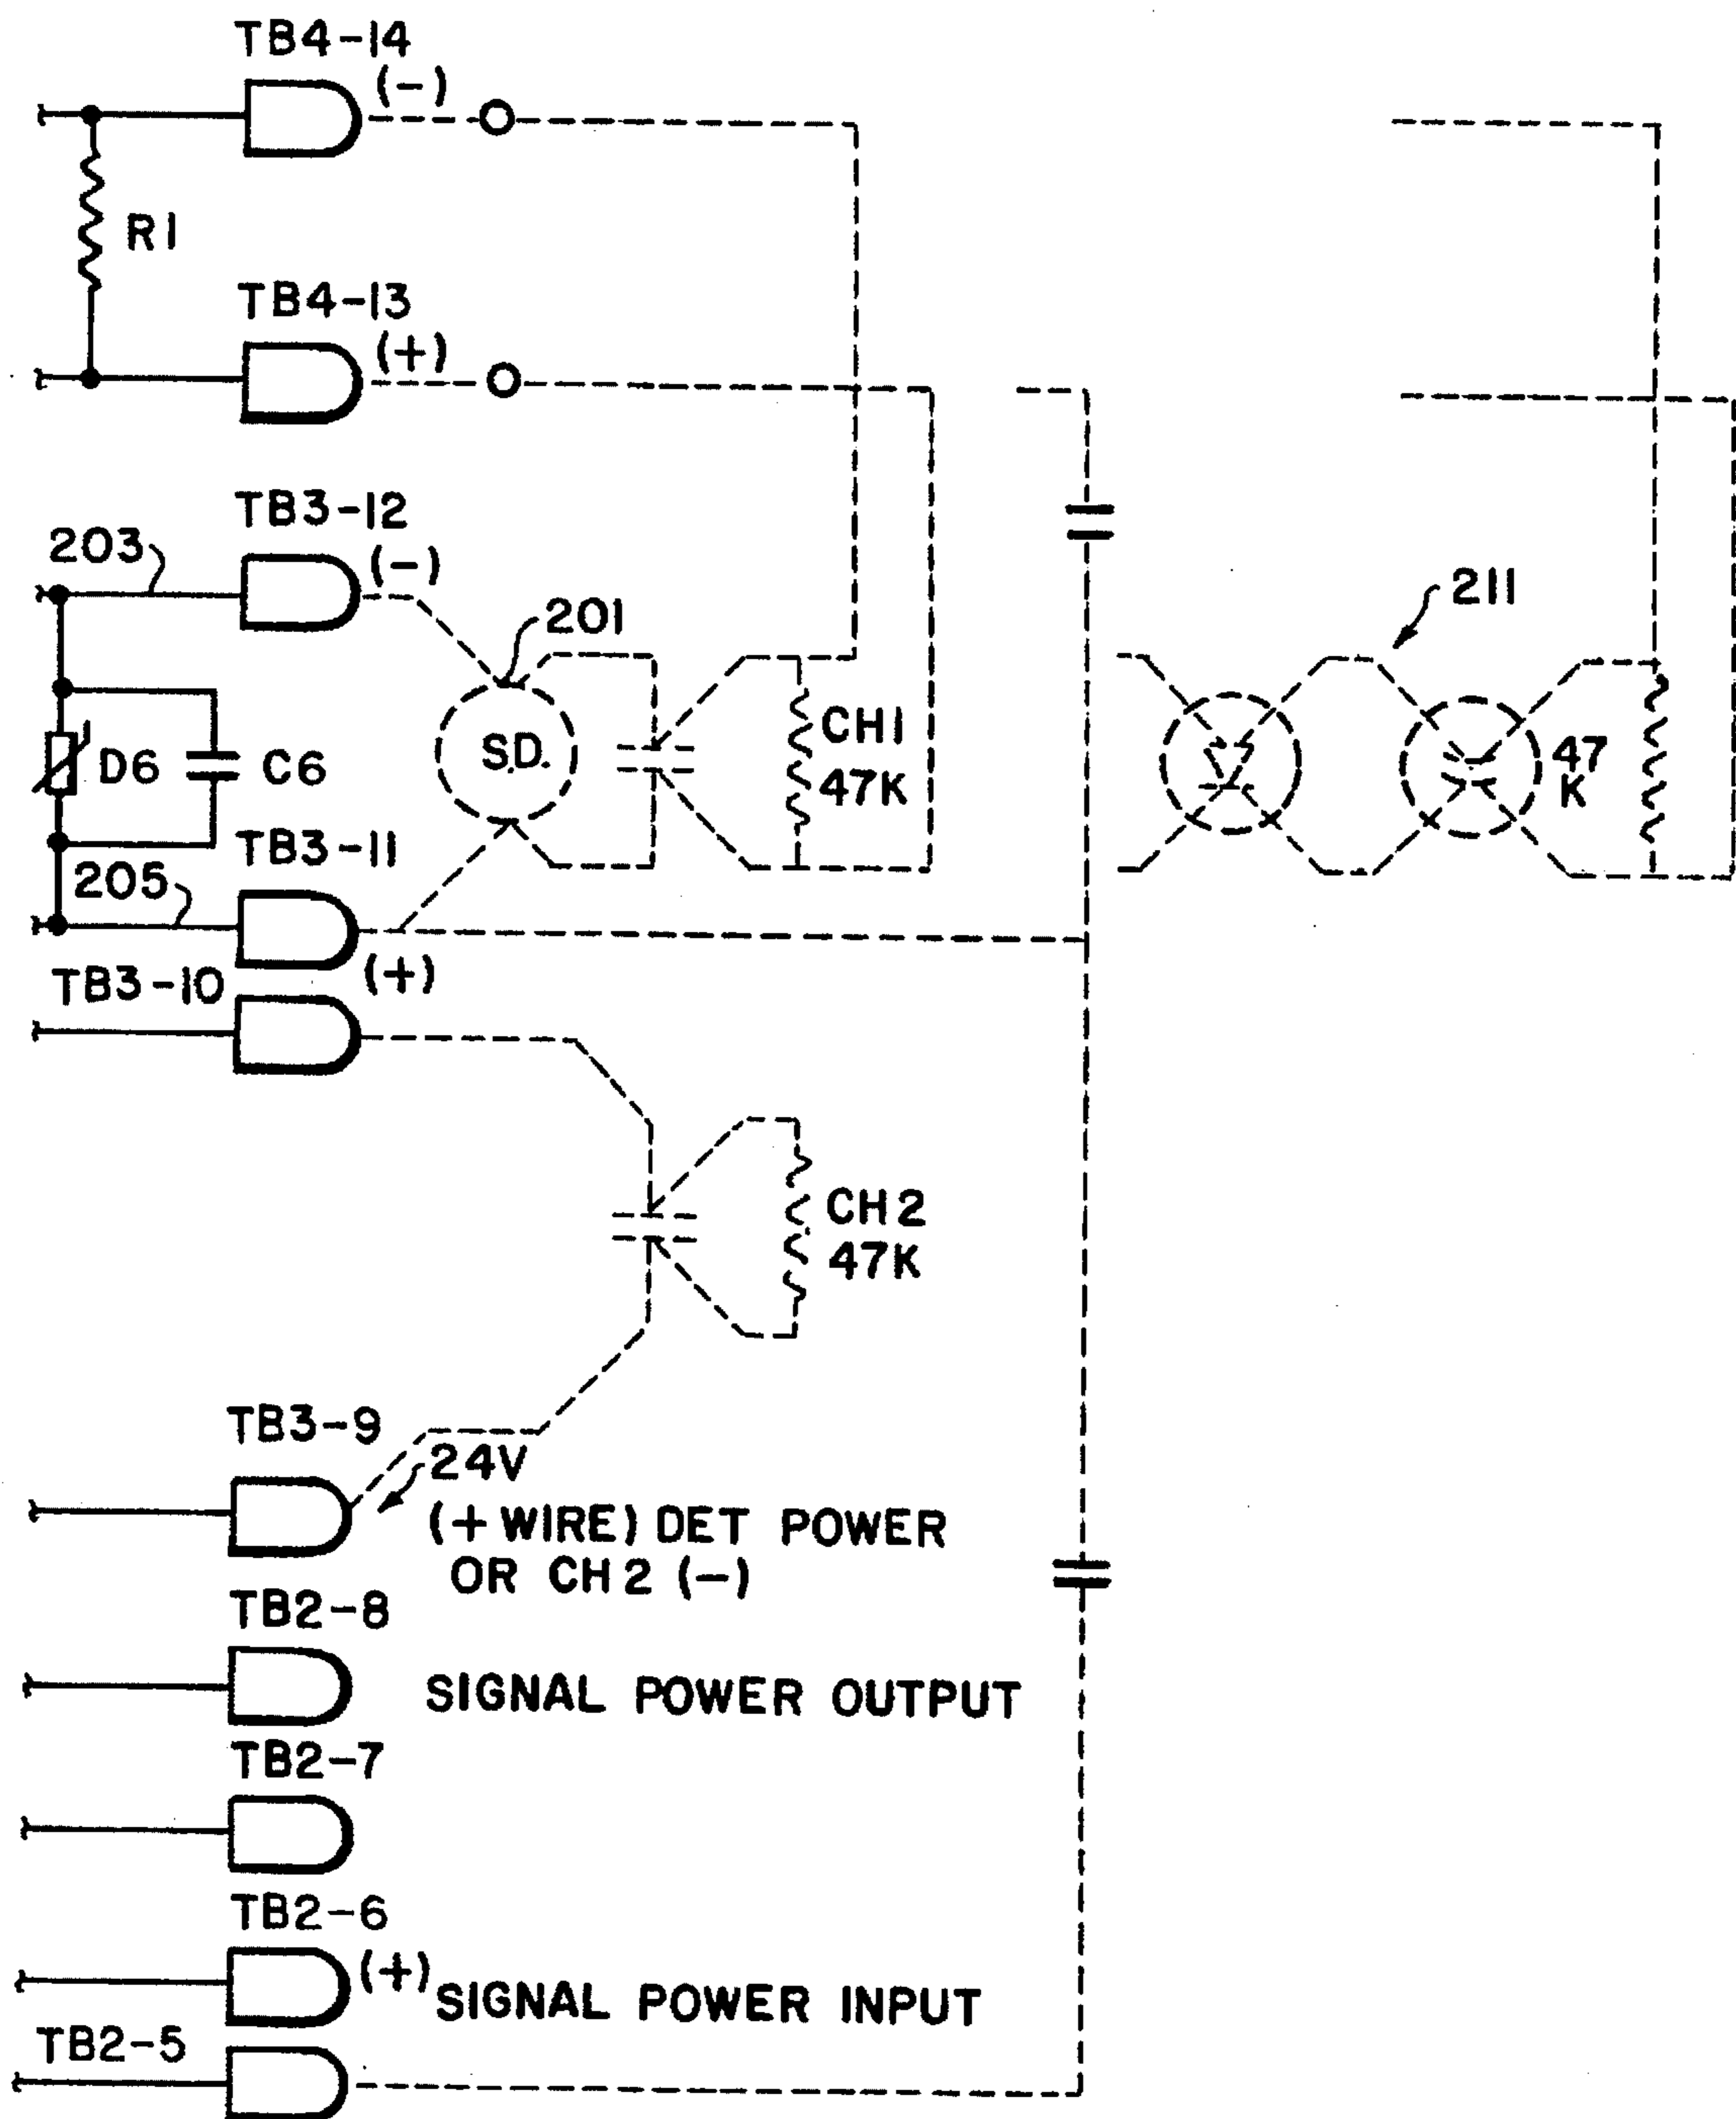 TB4-14
(-)
R1
TB4-13
(+)
TB3-12
203
(-)
201
211
S.D.
CH1
47K
47
K
D6
C6
TB3-11
205
(+)
TB3-10
CH2
47K
TB3-9
24V
(+ WIRE) DET POWER
OR CH2 (-)
TB2-8
SIGNAL POWER OUTPUT
TB2-7
TB2-6
(+)
SIGNAL POWER INPUT
TB2-5